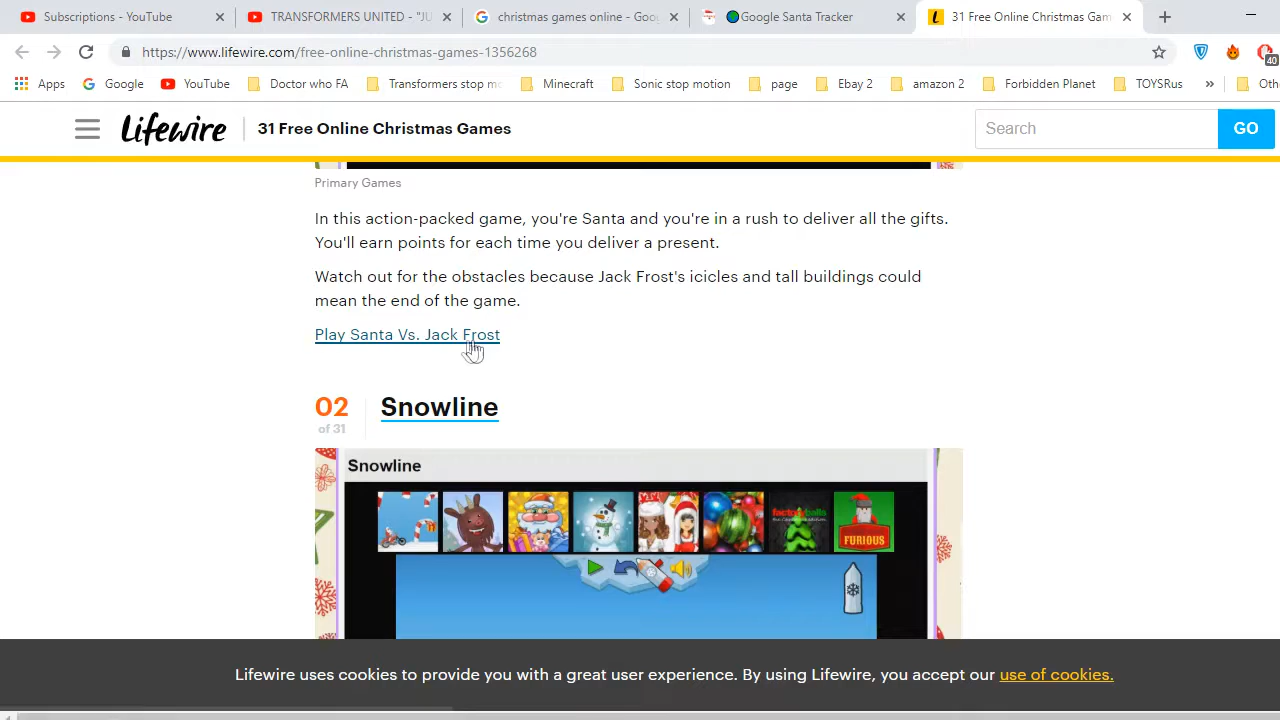 Subscriptions - YouTube
TRANSFORMERS UNITED - "JU
christmas games online - Goog
Google Santa Tracker
31 Free Online Christmas Gam
https://www.lifewire.com/free-online-christmas-games-1356268
40
Apps
Google
YouTube
Doctor who FA
Transformers stop mo
Minecraft
Sonic stop motion
page
Ebay 2
amazon 2
Forbidden Planet
TOYSRus
»
Oth
Lifewire
31 Free Online Christmas Games
Search
GO
Primary Games
In this action-packed game, you're Santa and you're in a rush to deliver all the gifts.
You'll earn points for each time you deliver a present.
Watch out for the obstacles because Jack Frost's icicles and tall buildings could
mean the end of the game.
Play Santa Vs. Jack Frost
02
of 31
Snowline
Snowline
factoryballs
FURIOUS
Lifewire uses cookies to provide you with a great user experience. By using Lifewire, you accept our use of cookies.